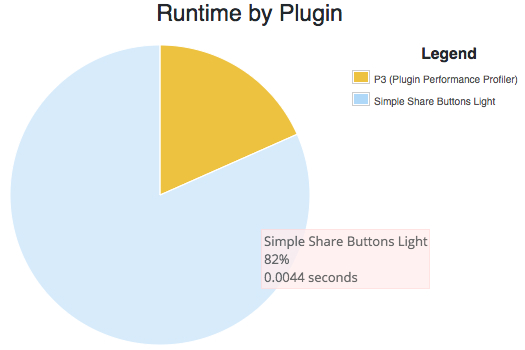 Runtime by Plugin
Legend
P3 (Plugin Performance Profiler)
Simple Share Buttons Light
Simple Share Buttons Light
82%
0.0044 seconds